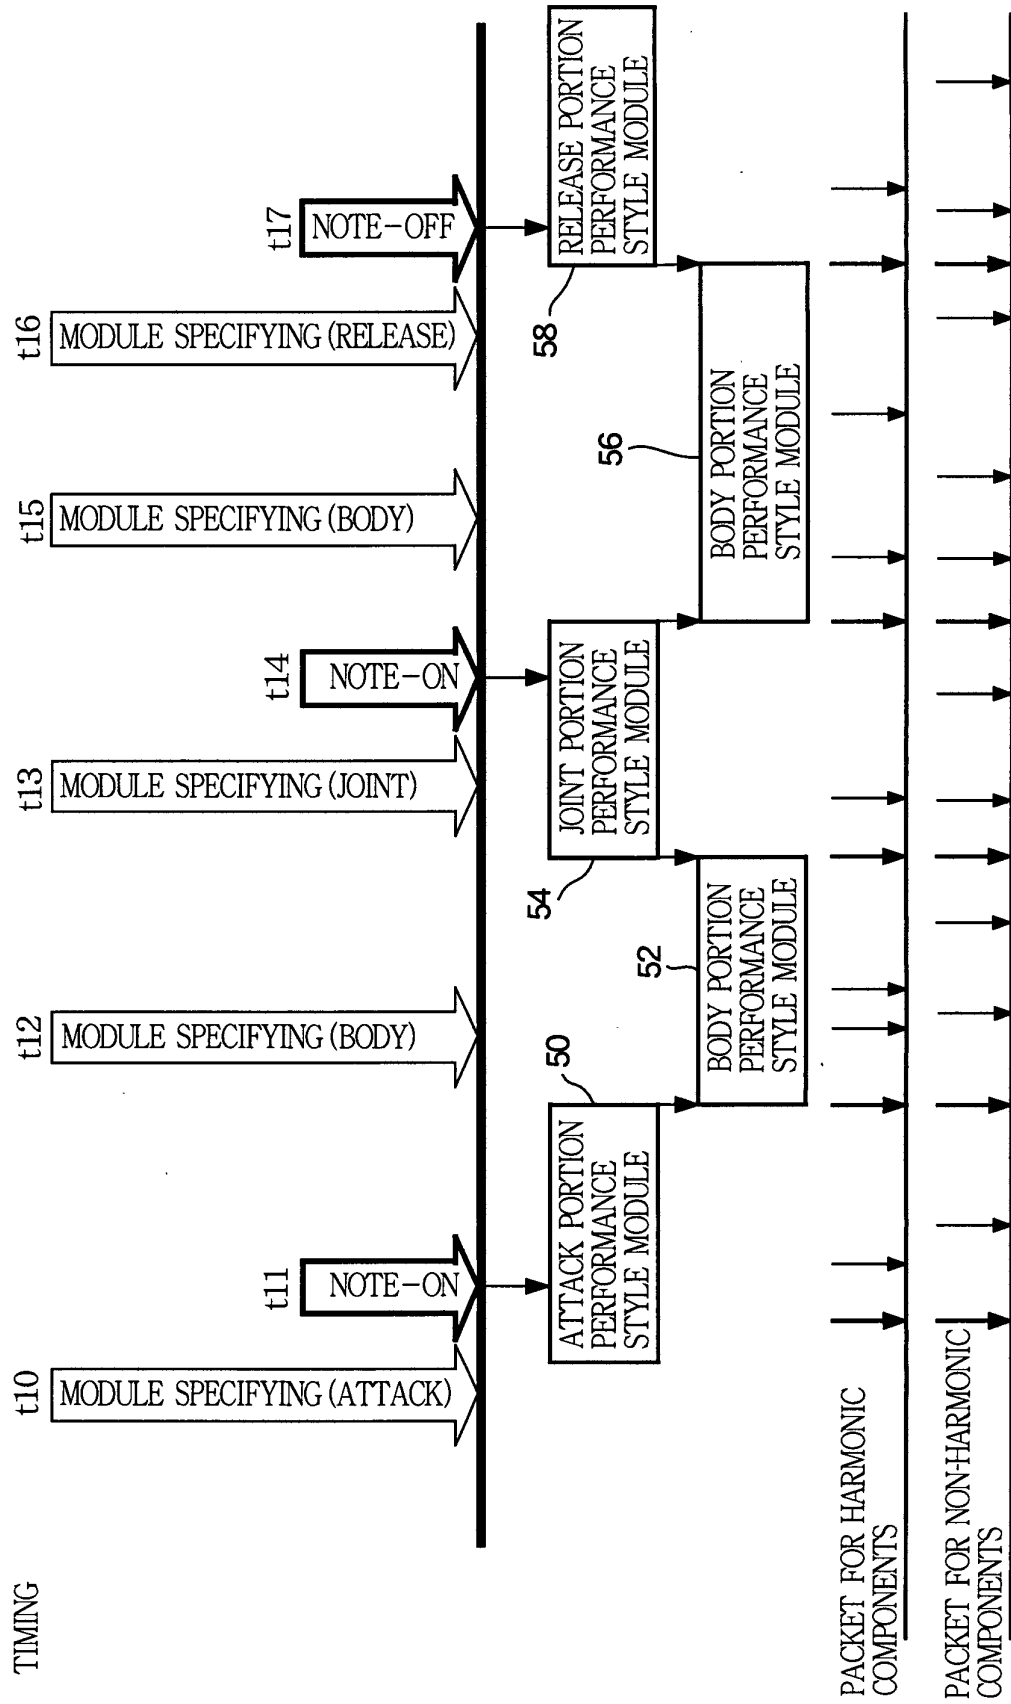 TIMING
t10
MODULE SPECIFYING (ATTACK)
t11
NOTE-ON
t12
MODULE SPECIFYING (BODY)
t13
MODULE SPECIFYING (JOINT)
t14
NOTE-ON
t15
MODULE SPECIFYING (BODY)
t16
MODULE SPECIFYING (RELEASE)
t17
NOTE-OFF
ATTACK PORTION
PERFORMANCE
STYLE MODULE
50
BODY PORTION
PERFORMANCE
STYLE MODULE
52
JOINT PORTION
PERFORMANCE
STYLE MODULE
54
BODY PORTION
PERFORMANCE
STYLE MODULE
56
RELEASE PORTION
PERFORMANCE
STYLE MODULE
58
PACKET FOR HARMONIC
COMPONENTS
PACKET FOR NON-HARMONIC
COMPONENTS